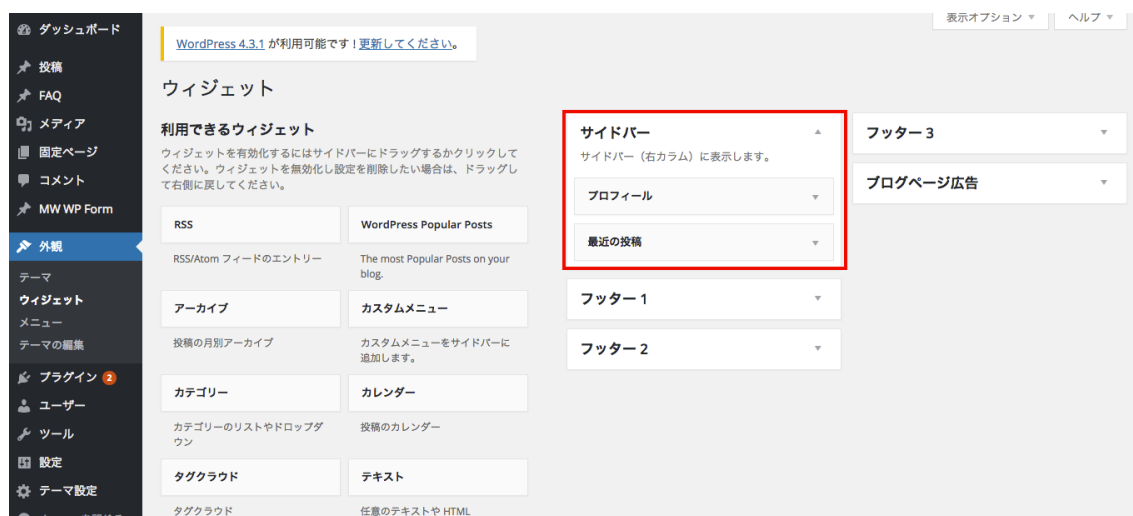 ダッシュボード
投稿
FAQ
メディア
固定ページ
コメント
MW WP Form
外観
テーマ
ウィジェット
メニュー
テーマの編集
プラグイン 2
ユーザー
ツール
設定
テーマ設定
表示オプション
ヘルプ
WordPress 4.3.1 が利用可能です ! 更新してください。
ウィジェット
利用できるウィジェット
ウィジェットを有効化するにはサイドバーにドラッグするかクリックして
ください。ウィジェットを無効化し設定を削除したい場合は、ドラッグし
て右側に戻してください。
RSS
WordPress Popular Posts
RSS/Atom フィードのエントリー
The most Popular Posts on your
blog.
アーカイブ
カスタムメニュー
投稿の月別アーカイブ
カスタムメニューをサイドバーに
追加します。
カテゴリー
カレンダー
カテゴリーのリストやドロップダ
ウン
投稿のカレンダー
タグクラウド
テキスト
タグクラウド
任意のテキストや HTML
サイドバー
サイドバー（右カラム）に表示します。
プロフィール
最近の投稿
フッター 1
フッター 2
フッター 3
ブログページ広告